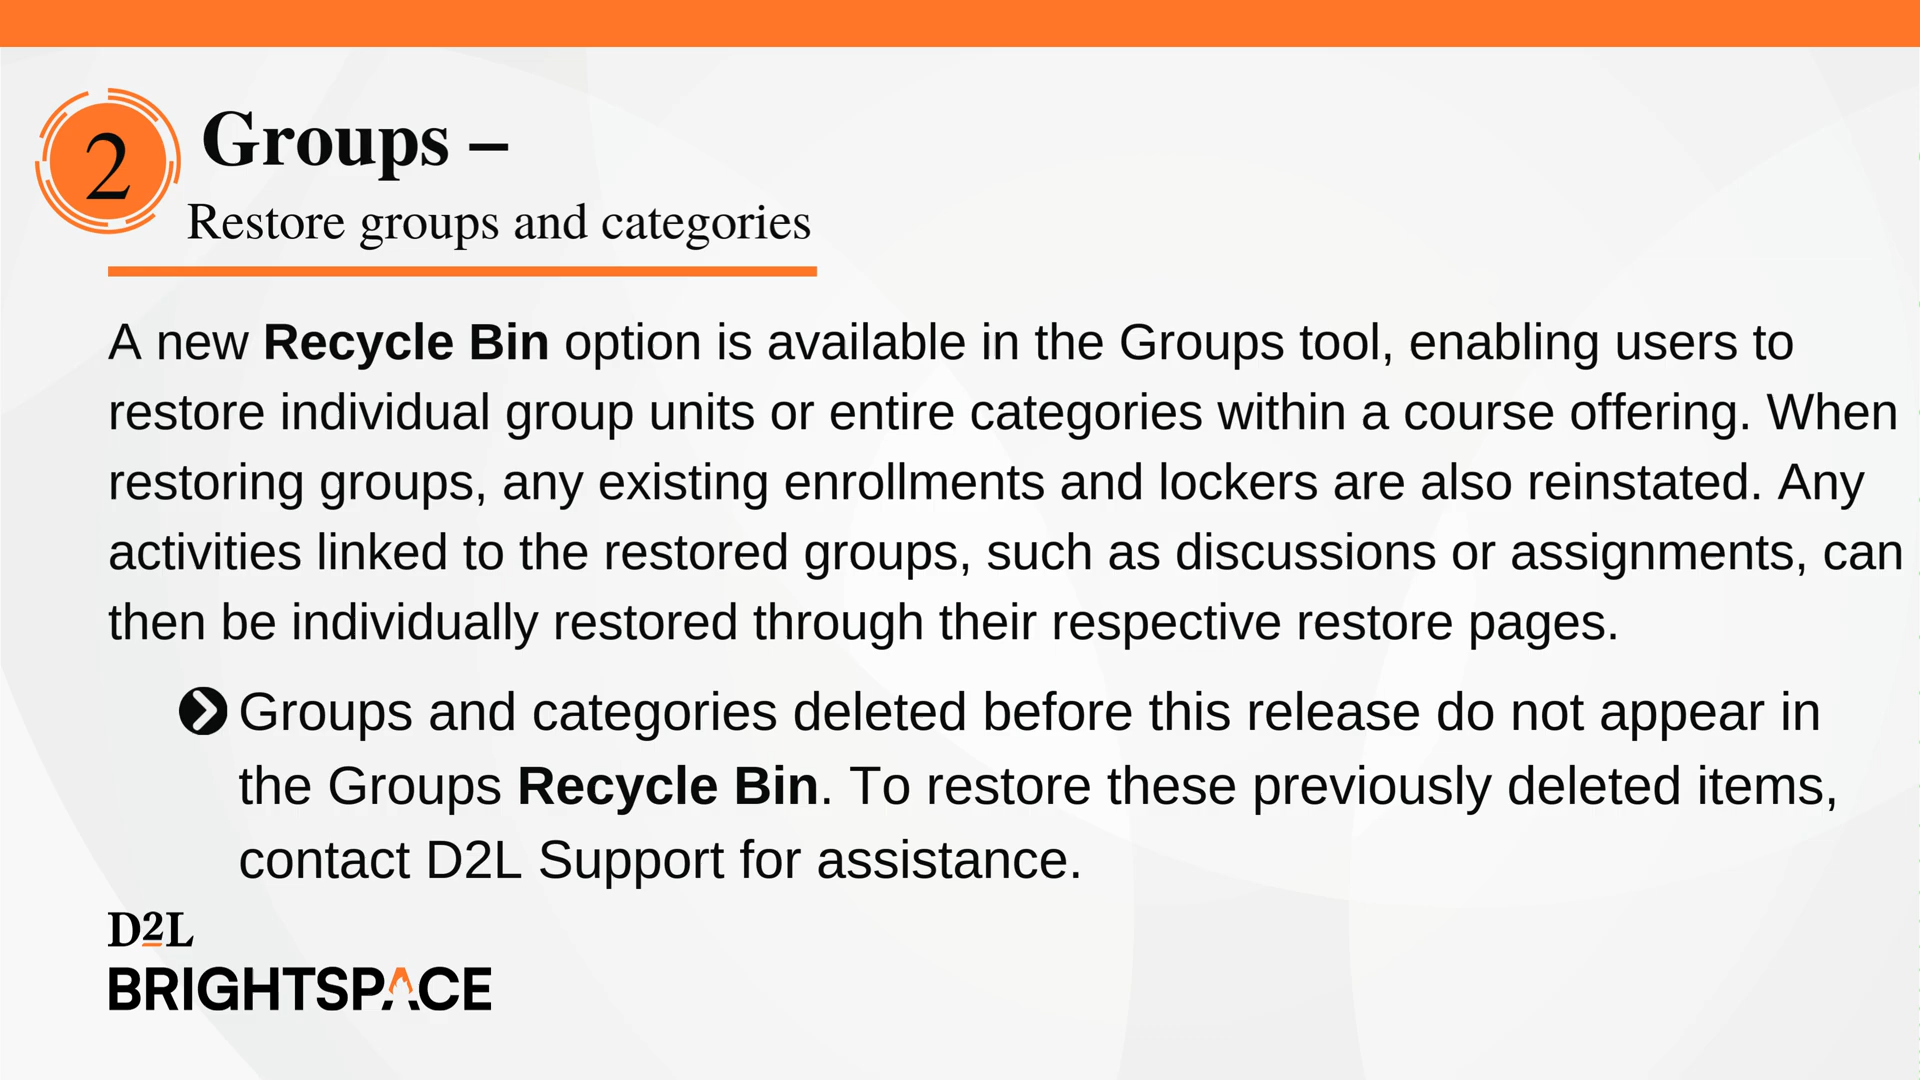 2
Groups –
Restore groups and categories
A new Recycle Bin option is available in the Groups tool, enabling users to
restore individual group units or entire categories within a course offering. When
restoring groups, any existing enrollments and lockers are also reinstated. Any
activities linked to the restored groups, such as discussions or assignments, can
then be individually restored through their respective restore pages.
Groups and categories deleted before this release do not appear in
the Groups Recycle Bin. To restore these previously deleted items,
contact D2L Support for assistance.
D2L
BRIGHTSPACE